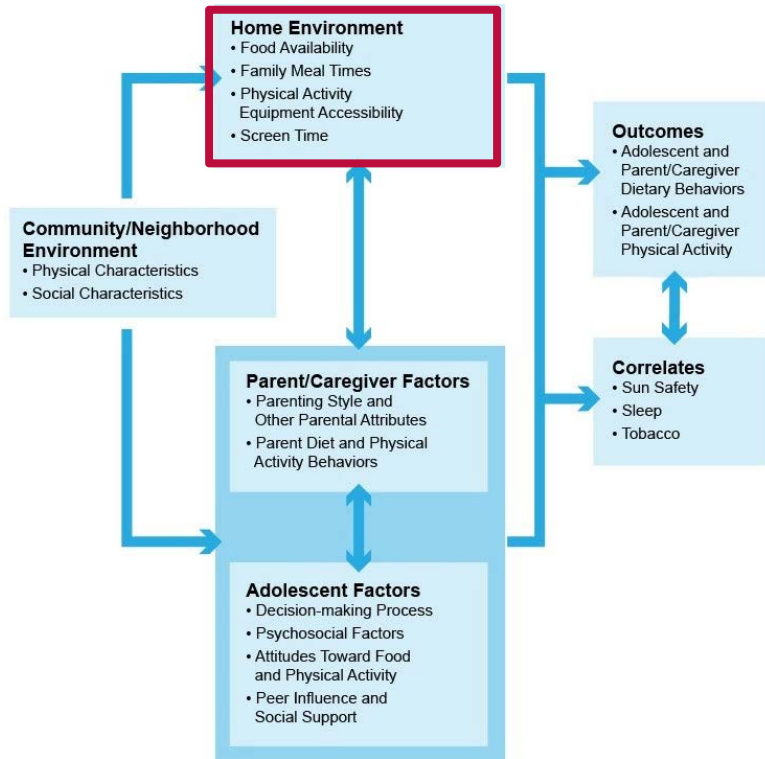 Home Environment
• Food Availability
• Family Meal Times
• Physical Activity
Equipment Accessibility
• Screen Time
Community/Neighborhood
Environment
• Physical Characteristics
• Social Characteristics
Parent/Caregiver Factors
• Parenting Style and
Other Parental Attributes
• Parent Diet and Physical
Activity Behaviors
Adolescent Factors
• Decision-making Process
• Psychosocial Factors
• Attitudes Toward Food
and Physical Activity
• Peer Influence and
Social Support
Outcomes
• Adolescent and
Parent/Caregiver
Dietary Behaviors
• Adolescent and
Parent/Caregiver
Physical Activity
Correlates
• Sun Safety
• Sleep
• Tobacco